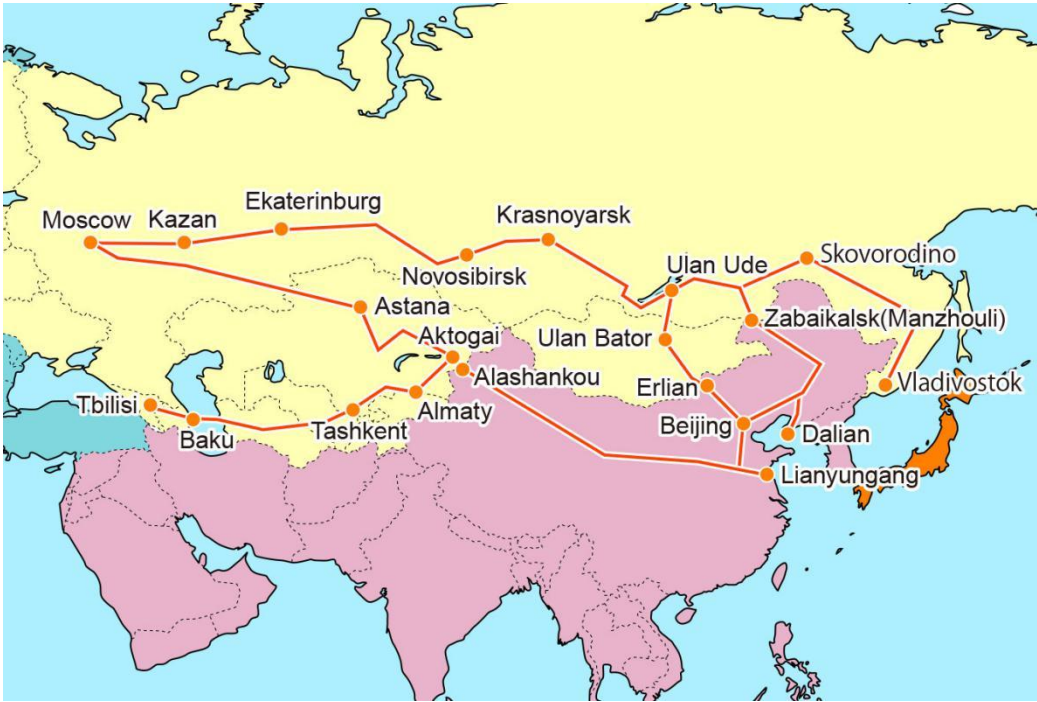 Ekaterinburg
Moscow
Kazan
Krasnoyarsk
Skovorodino
Ulan Ude
Novosibirsk
Astana
Zabaikalsk(Manzhouli)
Ulan Bator
Aktogai
Alashankou
Erlian
Vladivostok
Almaty
Tbilisi
Baku
Tashkent
Beijing
Dalian
Lianyungang